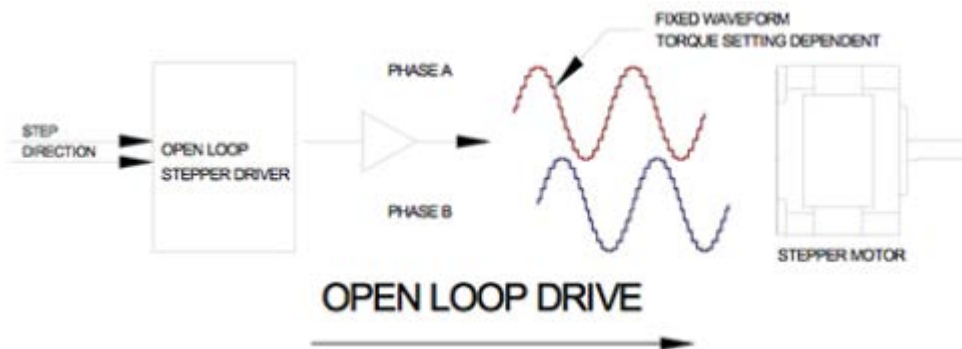 FIXED WAVEFORM
TORQUE SETTING DEPENDENT
PHASE A
STEP
DIRECTION
OPEN LOOP
STEPPER DRIVER
PHASE B
STEPPER MOTOR
OPEN LOOP DRIVE